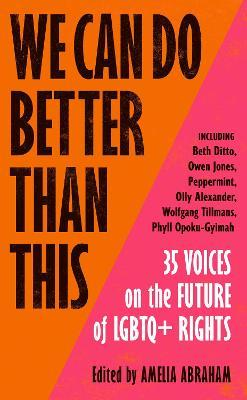 WE CAN DO
BETTER
THAN
THIS
INCLUDING
Beth Ditto,
Owen Jones,
Peppermint,
Olly Alexander,
Wolfgang Tillmans,
Phyll Opoku-Gyimah
35 VOICES
on the FUTURE
of LGBTQ+ RIGHTS
Edited by AMELIA ABRAHAM